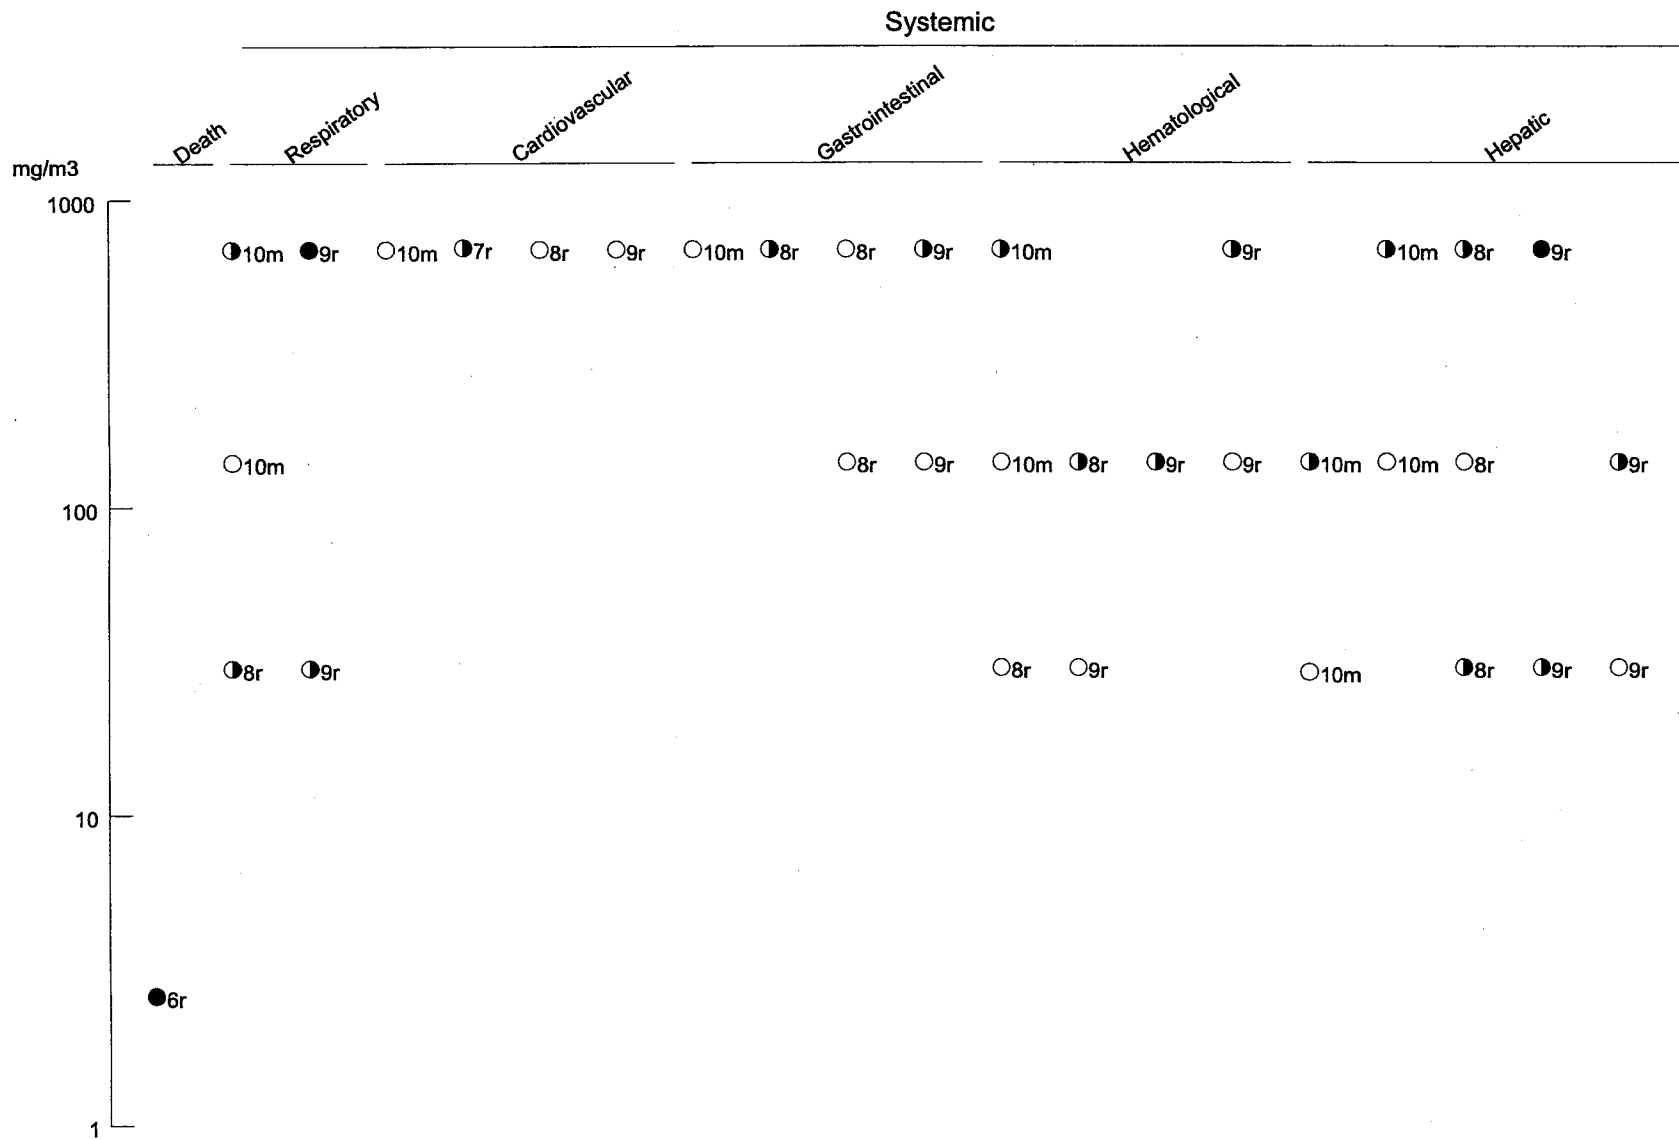 Systemic
Death Respiratory Cardiovascular Gastrointestinal Hematological Hepatic
mg/m3
1000
10m 9r 10m 7r 8r 9r 10m 8r 8r 9r 10m 9r 10m 8r 9r
10m 8r 9r 10m 8r 9r 9r 10m 10m 8r 9r
100
8r 9r 8r 9r 10m 8r 9r 9r
10
6r
1